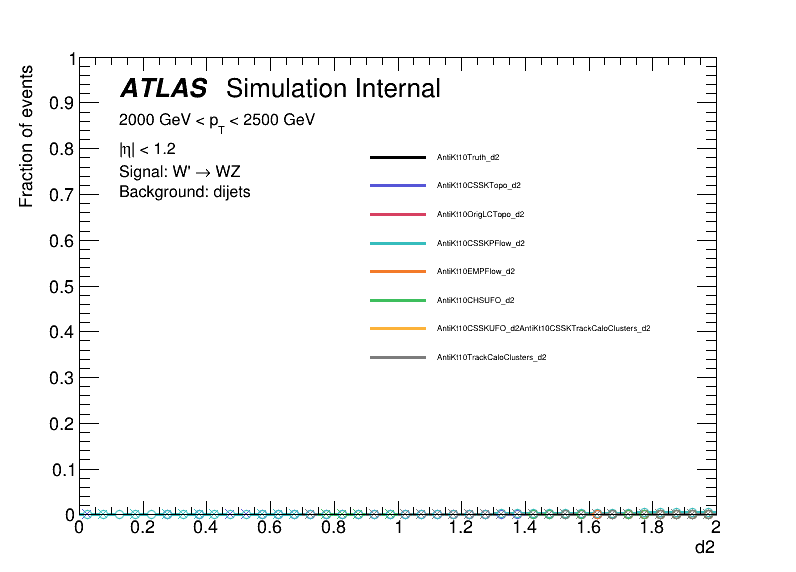 1
ATLAS Simulation Internal
0.9
2000 GeV < pT < 2500 GeV
Fraction of events
0.8
|η| < 1.2
AntiKt10Truth_d2
Signal: W' → WZ
AntiKt10CSSKTopo_d2
Background: dijets
0.7
AntiKt10OrigLCTopo_d2
0.6
AntiKt10CSSKPFlow_d2
AntiKt10EMPFlow_d2
0.5
AntiKt10CHSUFO_d2
0.4
AntiKt10CSSKUFO_d2AntiKt10CSSKTrackCaloClusters_d2
AntiKt10TrackCaloClusters_d2
0.3
0.2
0.1
0
0 0.2 0.4 0.6 0.8 1 1.2 1.4 1.6 1.8 2
d2